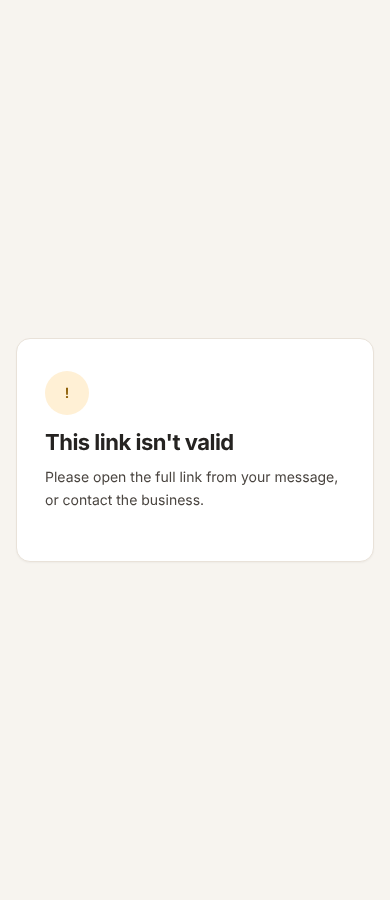 !
This link isn't valid
Please open the full link from your message,
or contact the business.